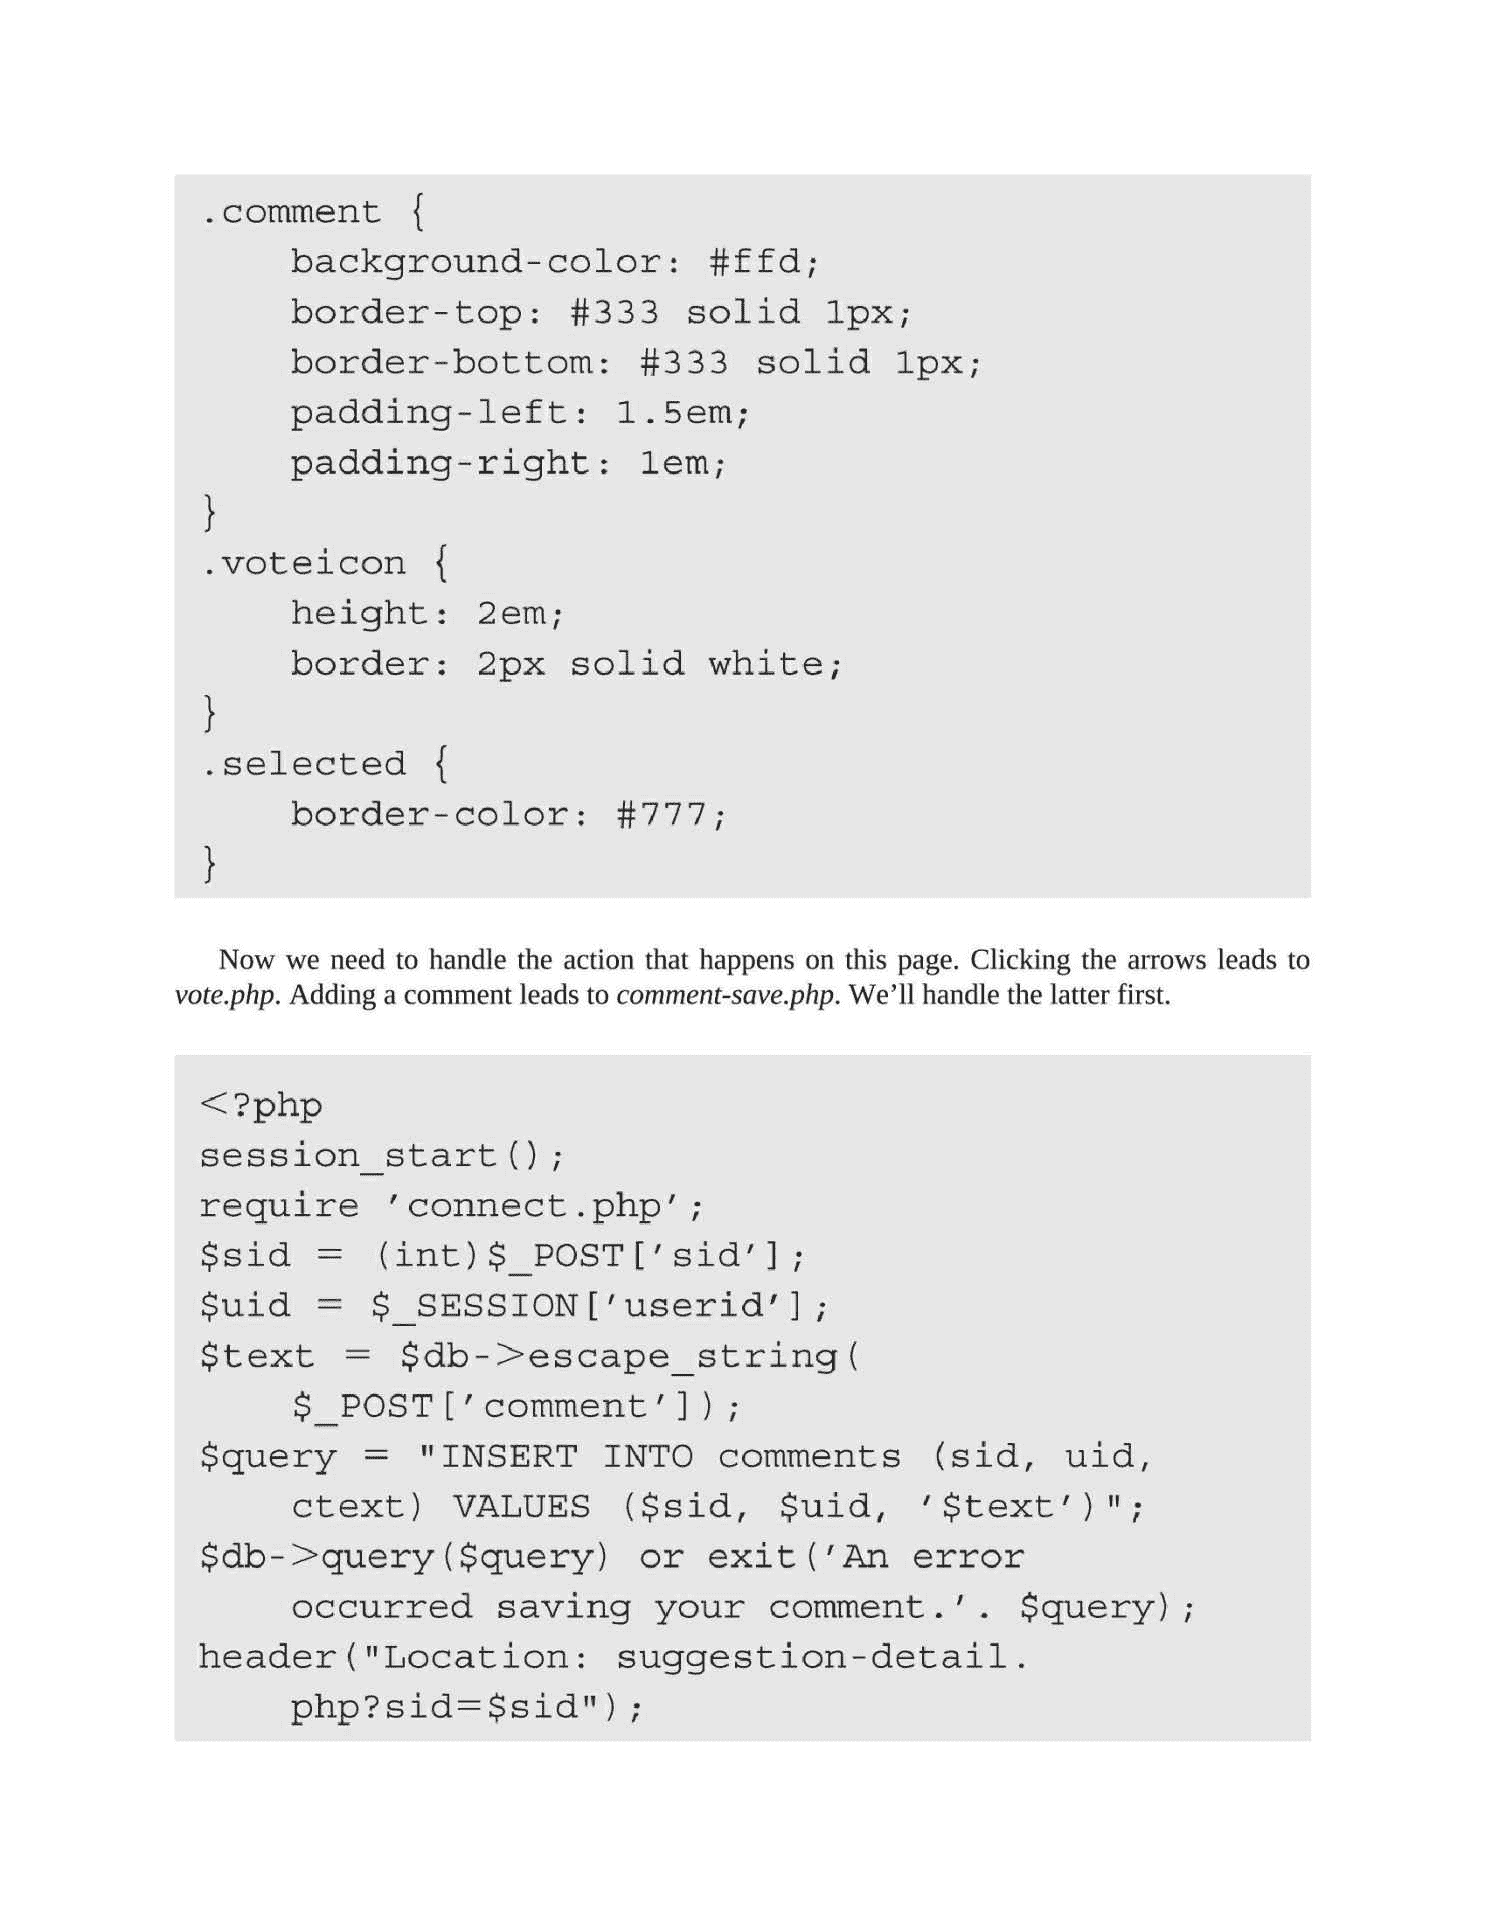 .comment {
    background-color: #ffd;
    border-top: #333 solid 1px;
    border-bottom: #333 solid 1px;
    padding-left: 1.5em;
    padding-right: 1em;
}
.voteicon {
    height: 2em;
    border: 2px solid white;
}
.selected {
    border-color: #777;
}
Now we need to handle the action that happens on this page. Clicking the arrows leads to
vote.php. Adding a comment leads to comment-save.php. We’ll handle the latter first.
<?php
session_start();
require 'connect.php';
$sid = (int)$_POST['sid'];
$uid = $_SESSION['userid'];
$text = $db->escape_string(
    $_POST['comment']);
$query = "INSERT INTO comments (sid, uid,
    ctext) VALUES ($sid, $uid, '$text')";
$db->query($query) or exit('An error
    occurred saving your comment.'. $query);
header("Location: suggestion-detail.
    php?sid=$sid");